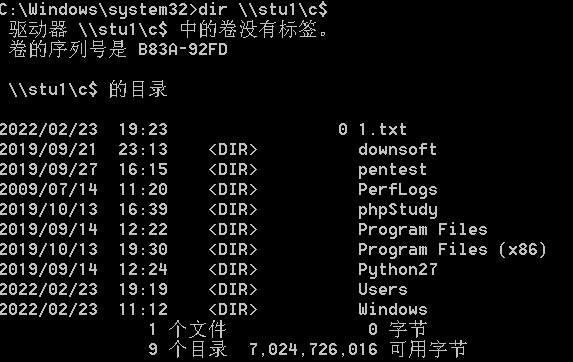 C:\Windows\system32>dir \\stu1\c$
驱动器 \\stu1\c$ 中的卷没有标签。
卷的序列号是 B83A-92FD
\\stu1\c$ 的目录
2022/02/23  19:23                 0 1.txt
2019/09/21  23:13    <DIR>          downsoft
2019/09/27  16:15    <DIR>          pentest
2009/07/14  11:20    <DIR>          PerfLogs
2019/10/13  16:39    <DIR>          phpStudy
2019/09/14  12:22    <DIR>          Program Files
2019/10/13  19:30    <DIR>          Program Files (x86)
2019/09/14  12:24    <DIR>          Python27
2022/02/23  19:19    <DIR>          Users
2022/02/23  11:12    <DIR>          Windows
1 个文件              0 字节
9 个目录  7,024,726,016 可用字节